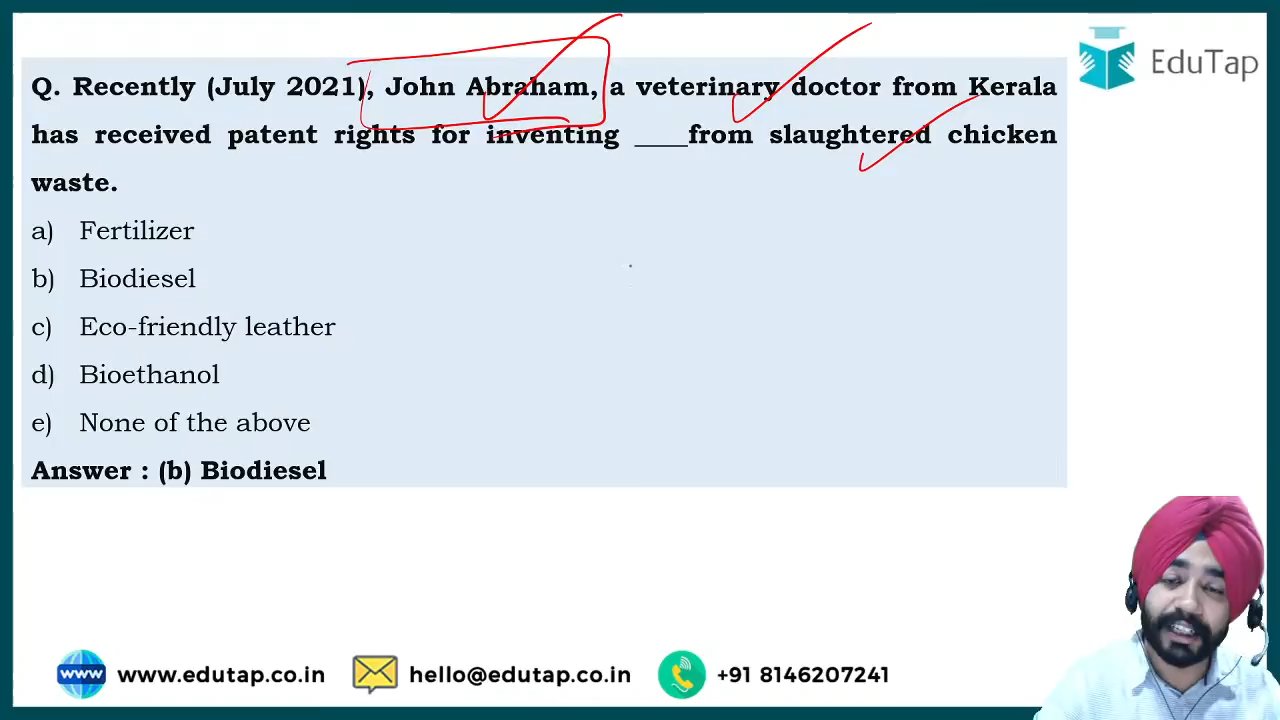 EduTap
Q. Recently (July 2021), John Abraham, a veterinary doctor from Kerala
has received patent rights for inventing ____from slaughtered chicken
waste.
a) Fertilizer
b) Biodiesel
c) Eco-friendly leather
d) Bioethanol
e) None of the above
Answer : (b) Biodiesel
www www.edutap.co.in hello@edutap.co.in +91 8146207241